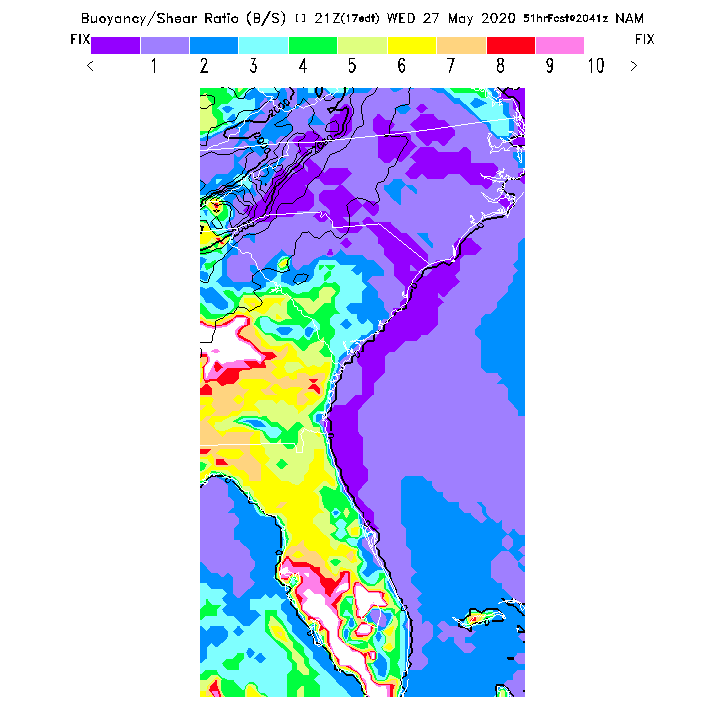 Buoyancy/Shear Ratio (B/S) [] 21Z(17edt) WED 27 May 2020 51hrFcst@2041z NAM
FIX FIX
< 1 2 3 4 5 6 7 8 9 10 >